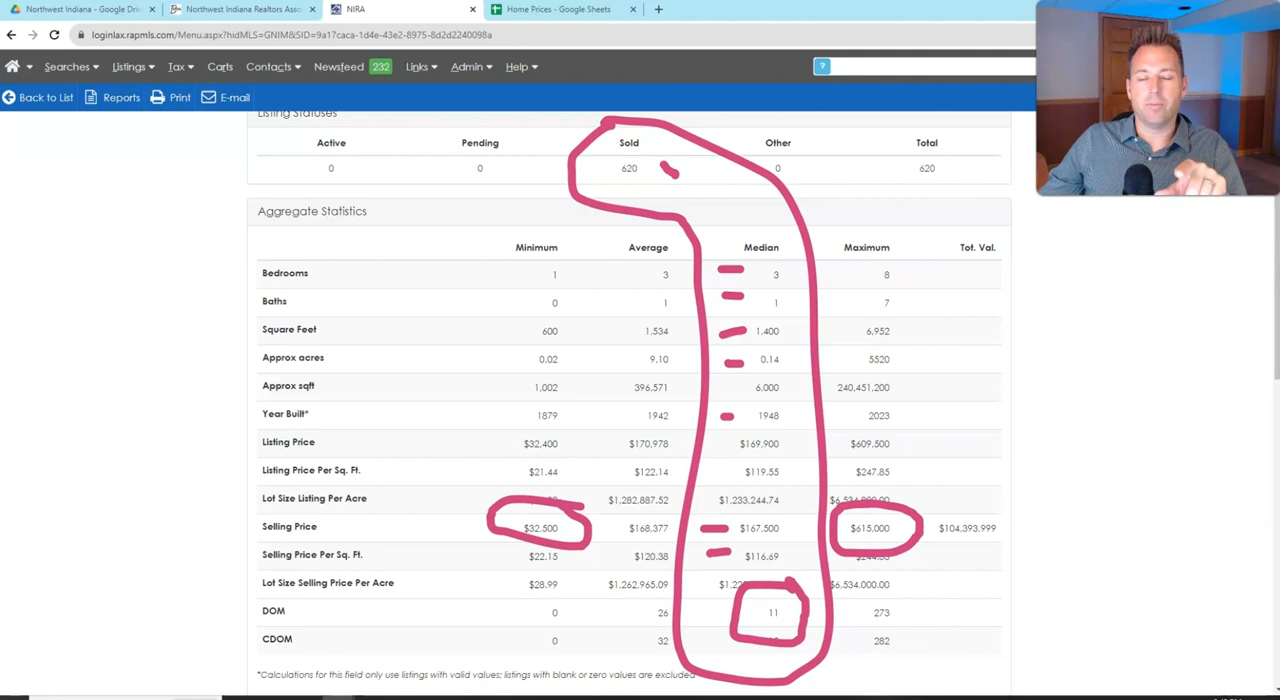 Northwest Indiana - Google Driv
Northwest Indiana Realtors Asso
NIRA
Home Prices - Google Sheets
loginlax.rapmls.com/Menu.aspx?hidMLS=GNIM&SID=9a17caca-1d4e-43e2-8975-8d2d2240098a
Searches Listings Tax Carts Contacts Newsfeed 232 Links Admin Help ?
Back to List Reports Print E-mail
Listing Statuses
Active Pending Sold Other Total
0 0 620 0 620
Aggregate Statistics
Minimum Average Median Maximum Tot. Val.
Bedrooms 1 3 3 8
Baths 0 1 1 7
Square Feet 600 1,534 1,400 6,952
Approx acres 0.02 9.10 0.14 5520
Approx sqft 1,002 396,571 6,000 240,451,200
Year Built* 1879 1942 1948 2023
Listing Price $32,400 $170,978 $169,900 $609,500
Listing Price Per Sq. Ft. $21.44 $122.14 $119.55 $247.85
Lot Size Listing Per Acre $1,282,887.52 $1,233,244.74
Selling Price $32,500 $168,377 $167,500 $615,000 $104,393,999
Selling Price Per Sq. Ft. $22.15 $120.38 $116.69
Lot Size Selling Price Per Acre $28.99 $1,262,965.09 $6,534,000.00
DOM 0 26 11 273
CDOM 0 32 282
*Calculations for this field only use listings with valid values; listings with blank or zero values are excluded